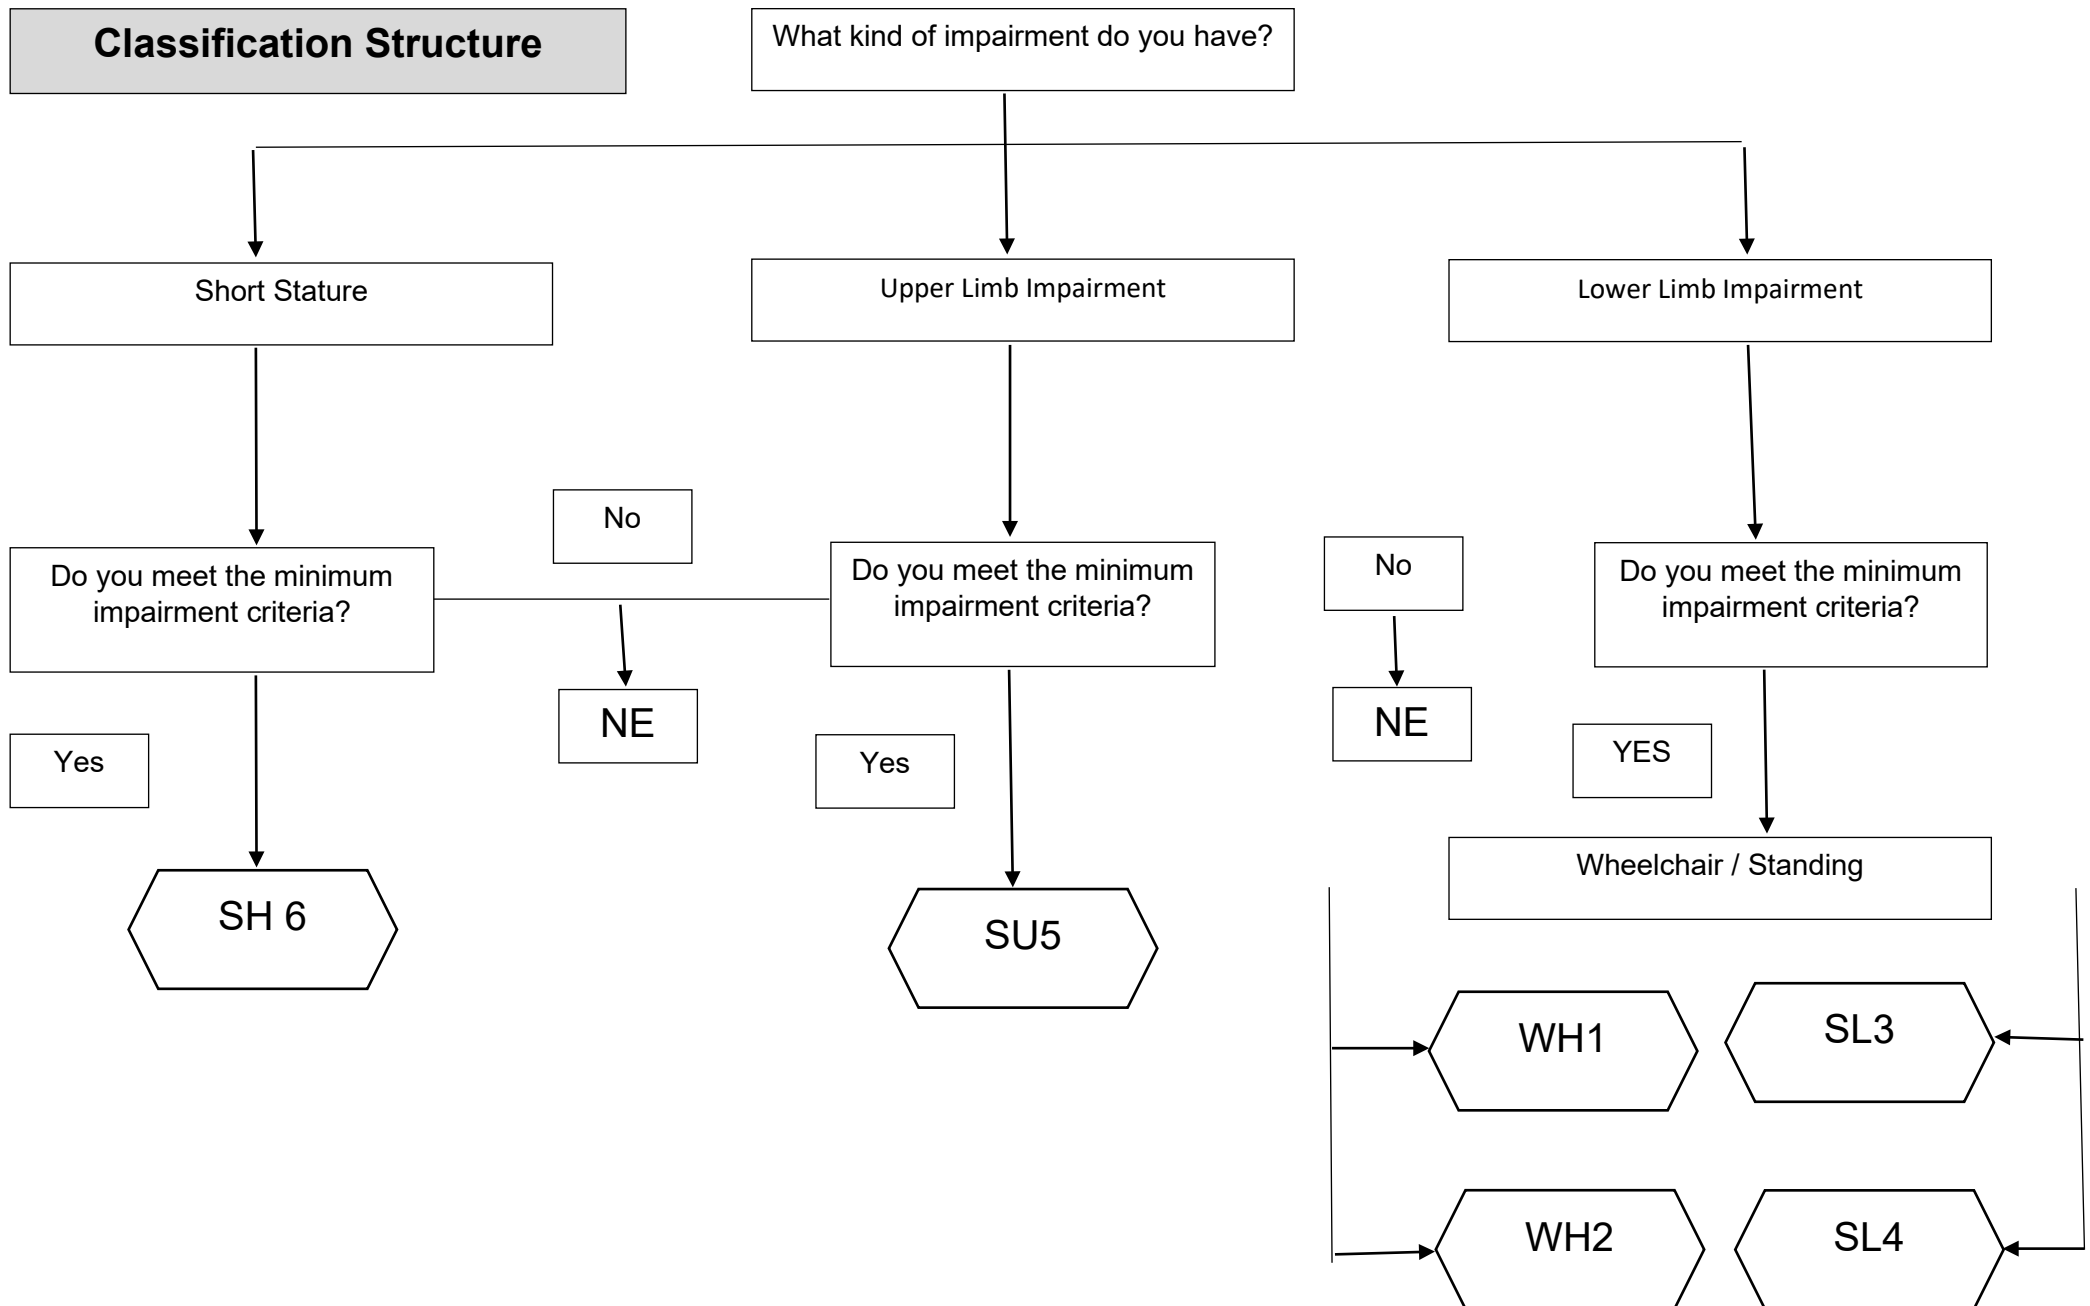 Classification Structure
What kind of impairment do you have?
Short Stature
Upper Limb Impairment
Lower Limb Impairment
No
No
Do you meet the minimum
impairment criteria?
Do you meet the minimum
impairment criteria?
Do you meet the minimum
impairment criteria?
NE
NE
Yes
Yes
YES
Wheelchair / Standing
SH 6
SU5
WH1
SL3
WH2
SL4